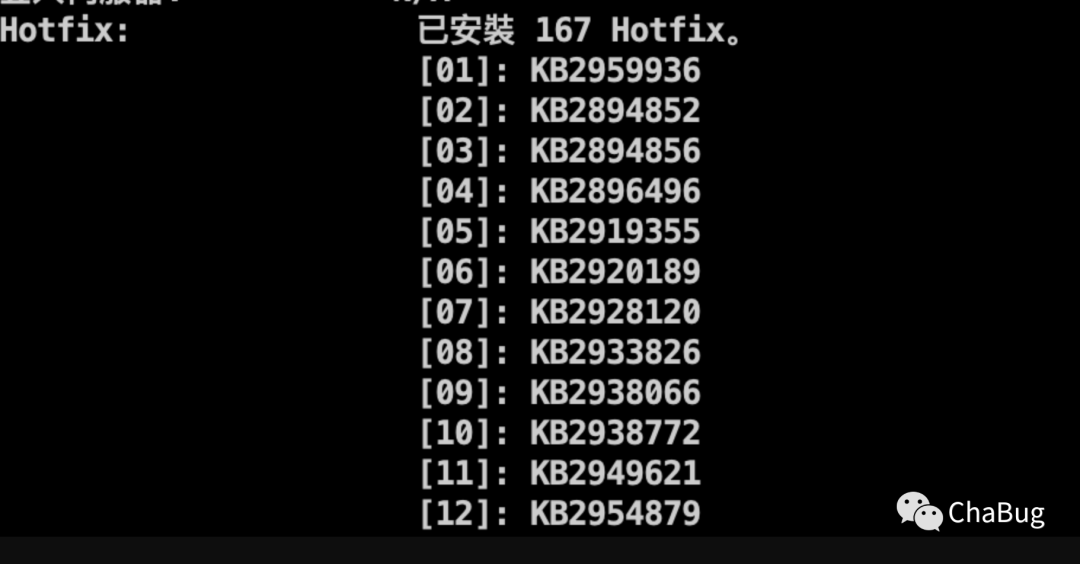 Hotfix: 已安裝 167 Hotfix。
[01]: KB2959936
[02]: KB2894852
[03]: KB2894856
[04]: KB2896496
[05]: KB2919355
[06]: KB2920189
[07]: KB2928120
[08]: KB2933826
[09]: KB2938066
[10]: KB2938772
[11]: KB2949621
[12]: KB2954879
ChaBug